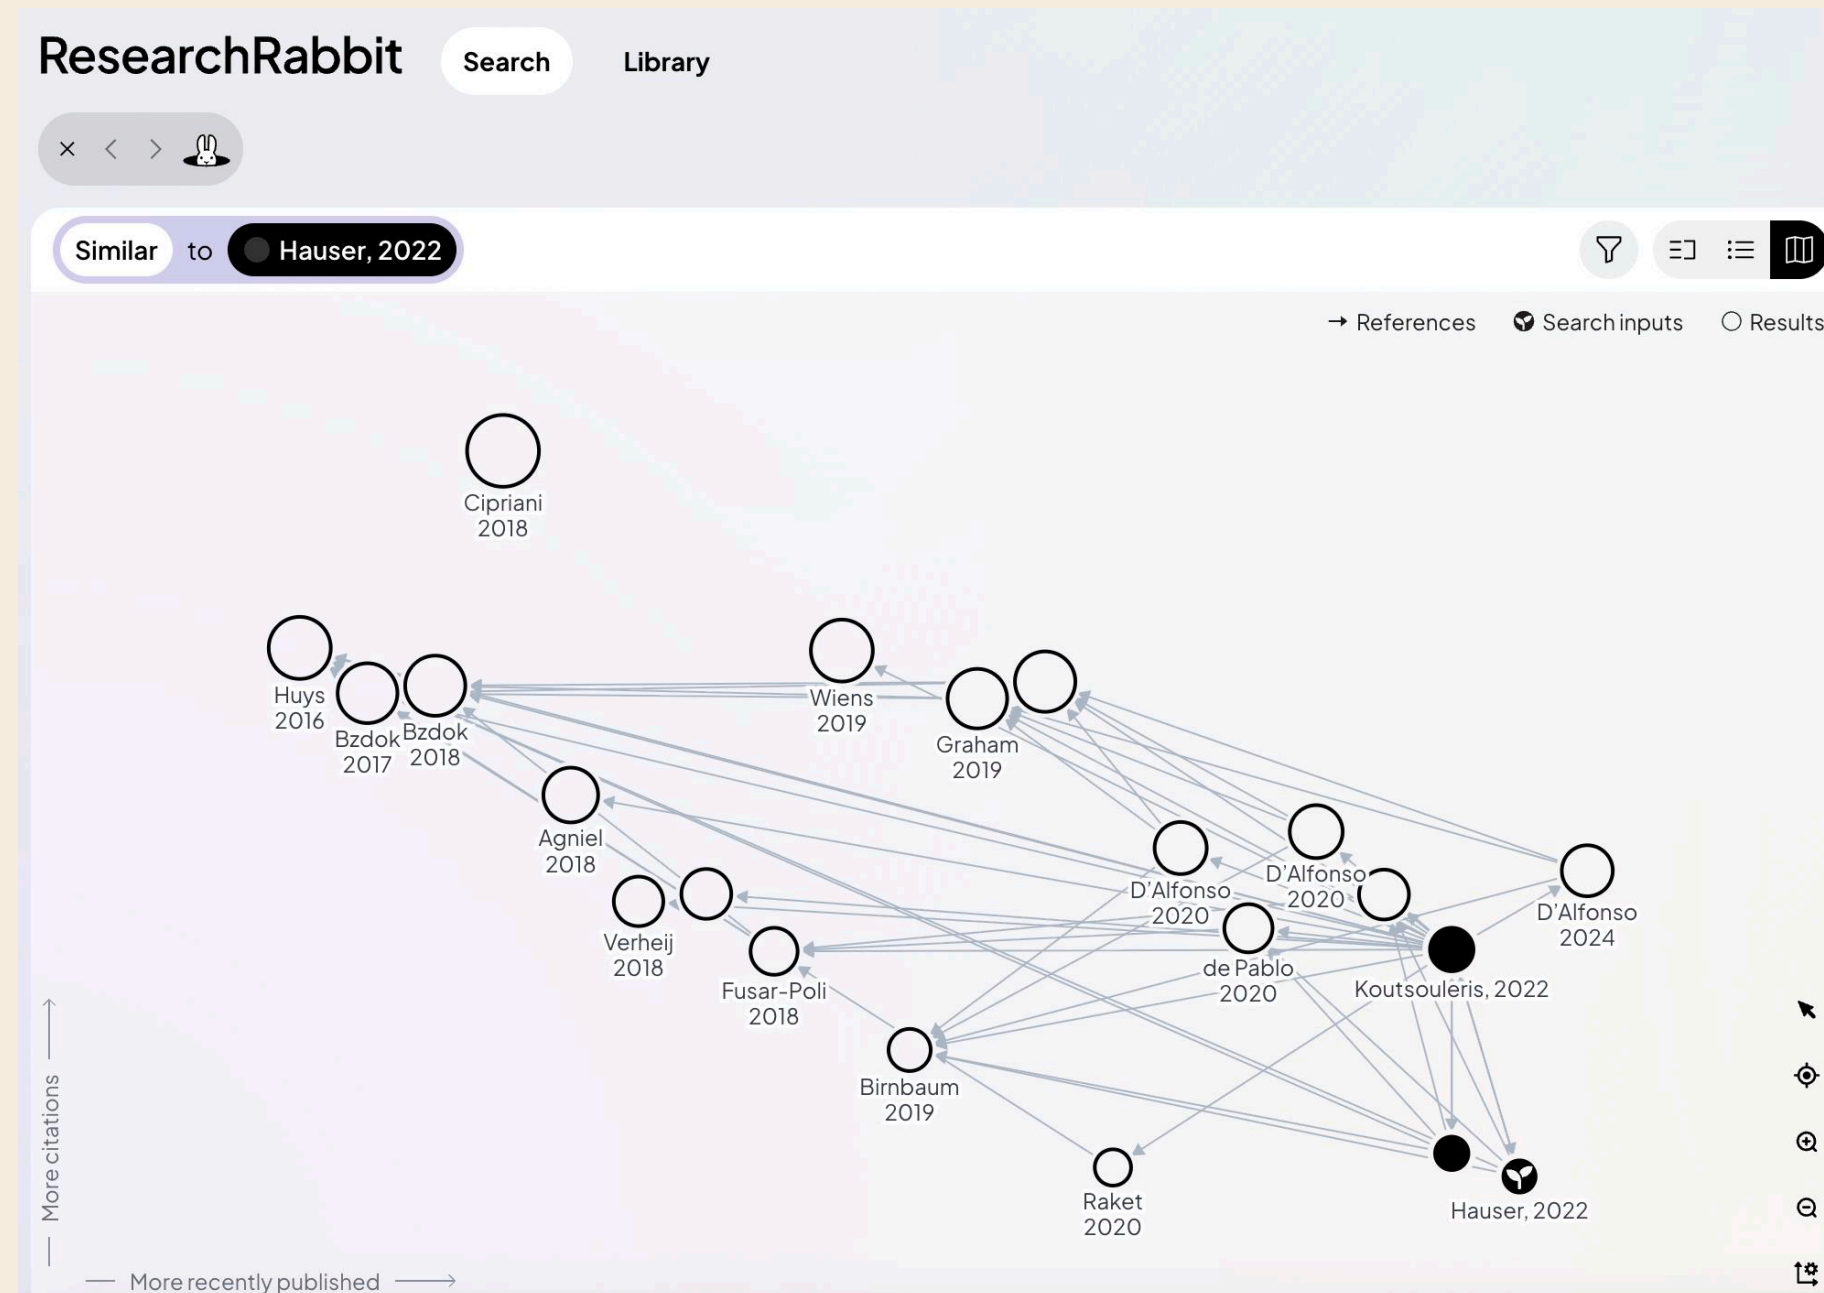 ResearchRabbit
Search
Library
Similar to Hauser, 2022
→ References
Search inputs
Results
Cipriani
2018
Huys
2016
Bzdok
2017
Bzdok
2018
Wiens
2019
Graham
2019
Agniel
2018
Verheij
2018
Fusar-Poli
2018
D'Alfonso
2020
D'Alfonso
2020
D'Alfonso
2024
de Pablo
2020
Koutsouleris, 2022
Birnbaum
2019
Raket
2020
Hauser, 2022
More citations
More recently published